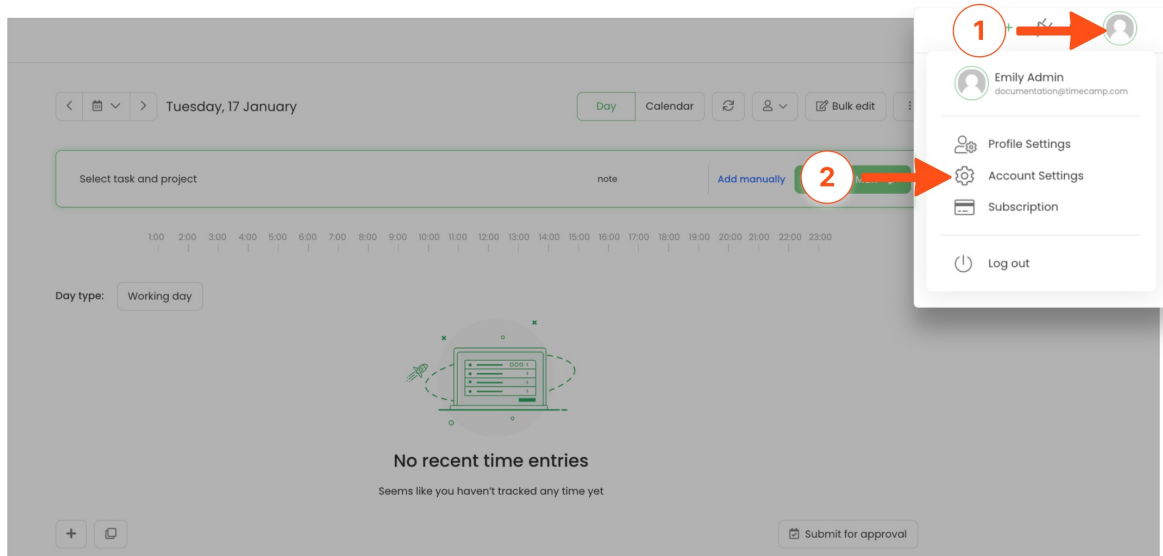 1
Emily Admin
documentation@timecamp.com
Tuesday, 17 January
Day
Calendar
Bulk edit
Profile Settings
Select task and project
note
Add manually
2
Account Settings
Subscription
1:00 2:00 3:00 4:00 5:00 6:00 7:00 8:00 9:00 10:00 11:00 12:00 13:00 14:00 15:00 16:00 17:00 18:00 19:00 20:00 21:00 22:00 23:00
Log out
Day type:
Working day
No recent time entries
Seems like you haven't tracked any time yet
Submit for approval